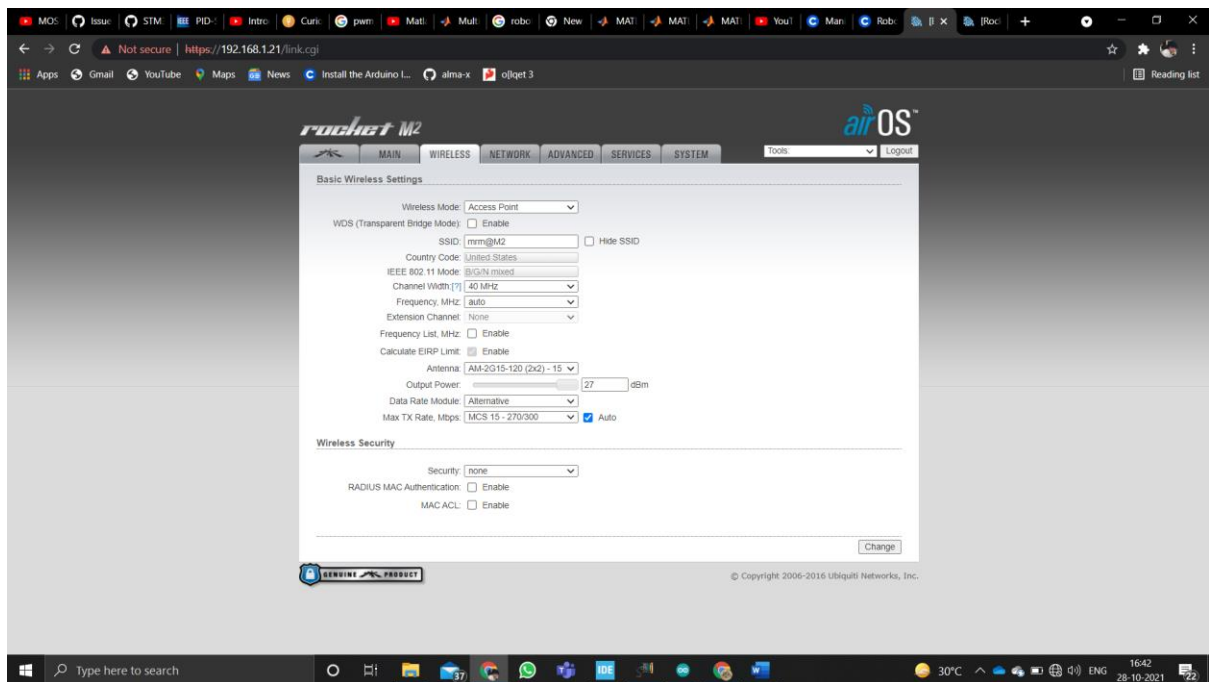 MOS Issue STM: PID-: Intro Curio pwm Matl Mult robo New MATI MATI MATI YouT Man Robo [Roc
Not secure | https://192.168.1.21/link.cgi
Apps Gmail YouTube Maps News Install the Arduino I... alma-x o[lqet 3 Reading list
rocket M2 airOS™
MAIN WIRELESS NETWORK ADVANCED SERVICES SYSTEM Tools: Logout
Basic Wireless Settings
Wireless Mode: Access Point
WDS (Transparent Bridge Mode): Enable
SSID: mrm@M2 Hide SSID
Country Code: United States
IEEE 802.11 Mode: B/G/N mixed
Channel Width:[?] 40 MHz
Frequency, MHz: auto
Extension Channel: None
Frequency List, MHz: Enable
Calculate EIRP Limit: Enable
Antenna: AM-2G15-120 (2x2) - 15
Output Power: 27 dBm
Data Rate Module: Alternative
Max TX Rate, Mbps: MCS 15 - 270/300 Auto
Wireless Security
Security: none
RADIUS MAC Authentication: Enable
MAC ACL: Enable
Change
GENUINE PRODUCT © Copyright 2006-2016 Ubiquiti Networks, Inc.
Type here to search 37 IDE 30°C ENG 16:42
28-10-2021 22